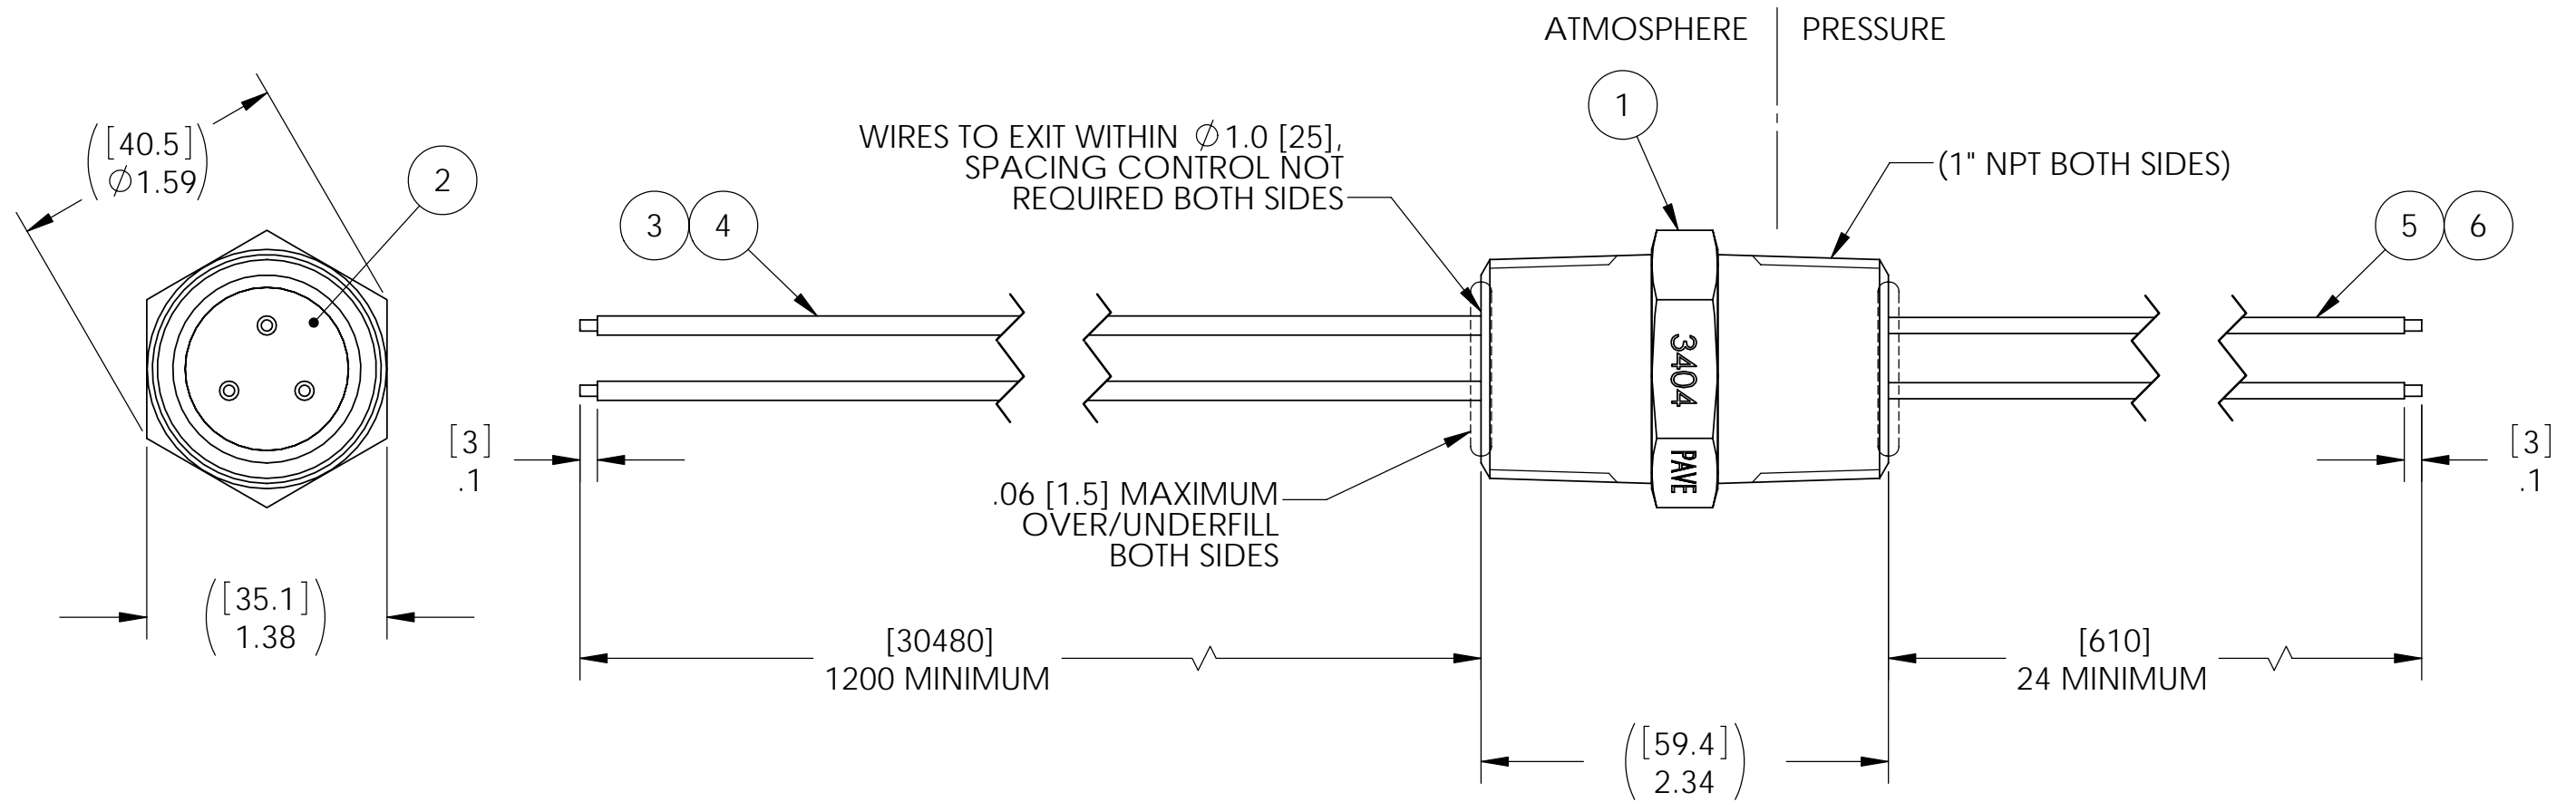 ATMOSPHERE
PRESSURE
1
([40.5]
∅1.59)
2
WIRES TO EXIT WITHIN ∅1.0 [25],
SPACING CONTROL NOT
REQUIRED BOTH SIDES
(1" NPT BOTH SIDES)
3
4
5
6
3404
PAVE
[3]
.1
[3]
.1
.06 [1.5] MAXIMUM
OVER/UNDERFILL
BOTH SIDES
([35.1]
1.38)
[30480]
1200 MINIMUM
[610]
24 MINIMUM
([59.4]
2.34)